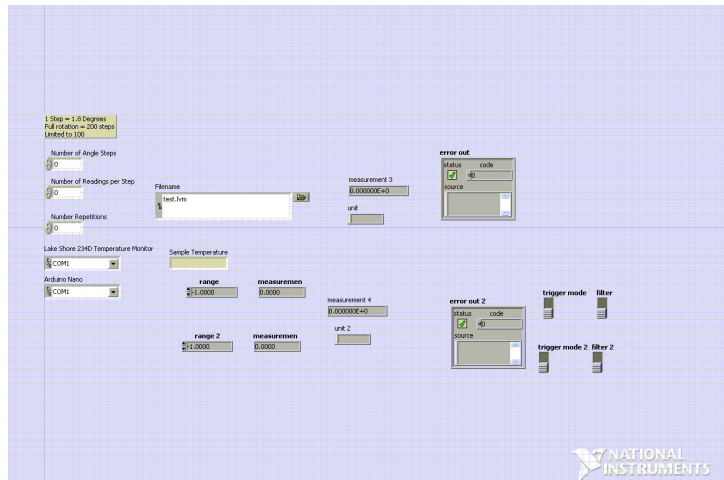 1 Step = 1.8 Degrees
Full rotation = 200 steps
Limited to 100
Number of Angle Steps
0
Number of Readings per Step
0
Number Repetitions
0
Filename
test.lvm
measurement 3
0.000000E+0
unit
error out
status code
0
source
Lake Shore 234D Temperature Monitor
COM1
Sample Temperature
Arduino Nano
COM1
range measuremen
-1.0000 0.0000
measurement 4
0.000000E+0
unit 2
range 2 measuremen
-1.0000 0.0000
error out 2
status code
0
source
trigger mode filter
trigger mode 2 filter 2
NATIONAL
INSTRUMENTS